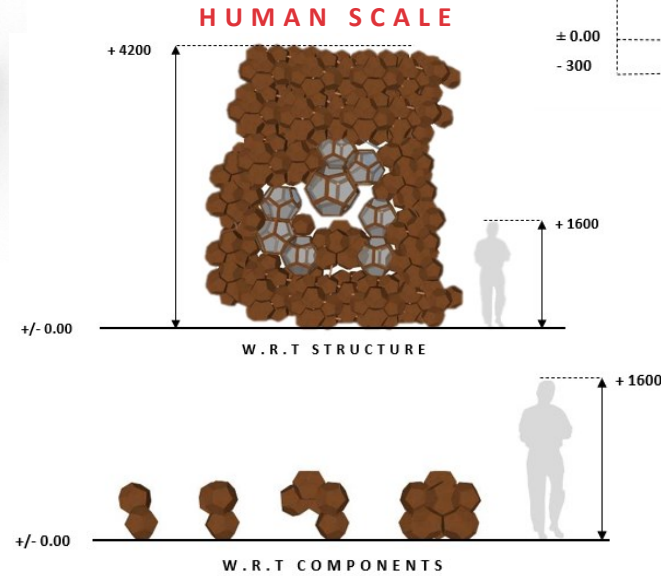 HUMAN SCALE
+ 4200
± 0.00
- 300
+ 1600
+/- 0.00
W.R.T STRUCTURE
+ 1600
+/- 0.00
W.R.T COMPONENTS